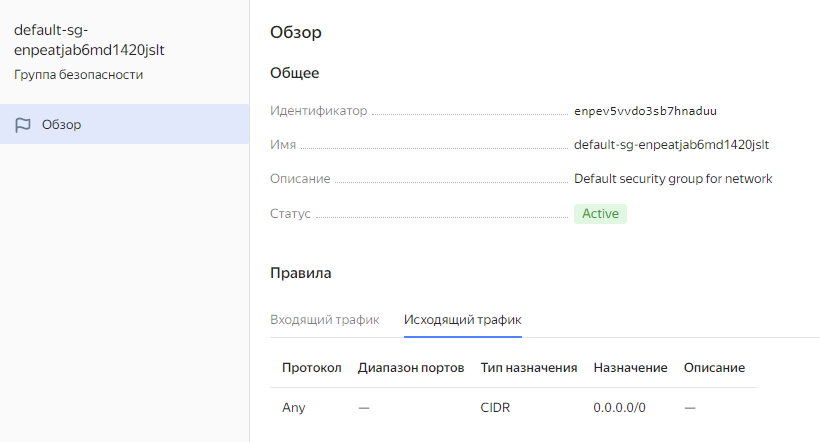 default-sg-
enpeatjab6md1420jslt
Группа безопасности
Обзор
Обзор
Общее
Идентификатор enpev5vvdo3sb7hnaduu
Имя default-sg-enpeatjab6md1420jslt
Описание Default security group for network
Статус Active
Правила
Входящий трафик Исходящий трафик
Протокол Диапазон портов Тип назначения Назначение Описание
Any — CIDR 0.0.0.0/0 —